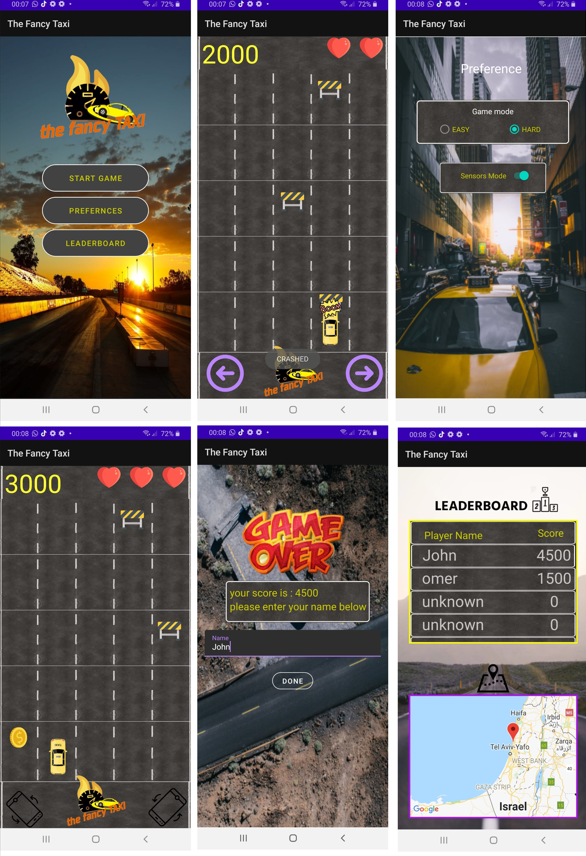 00:07
72%
The Fancy Taxi
the fancy TAXI
START GAME
PREFERNCES
LEADERBOARD
00:07
72%
The Fancy Taxi
2000
CRASHED
the fancy TAXI
00:08
72%
The Fancy Taxi
Preference
Game mode
EASY
HARD
Sensors Mode
00:08
72%
The Fancy Taxi
3000
the fancy TAXI
00:08
72%
The Fancy Taxi
GAME
OVER
your score is : 4500
please enter your name below
Name
John
DONE
00:08
72%
The Fancy Taxi
LEADERBOARD
2 1 3
Player Name Score
John 4500
omer 1500
unknown 0
unknown 0
Haifa
Irbid
Zarqa
Tel Aviv-Yafo
WEST BANK
GAZA STRIP
Israel
Google